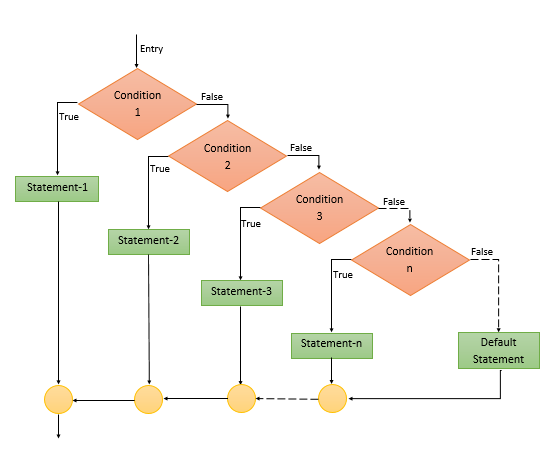 Entry
Condition
1
False
True
Condition
2
False
True
Statement-1
Condition
3
False
True
Statement-2
Condition
n
False
True
Statement-3
Statement-n
Default
Statement